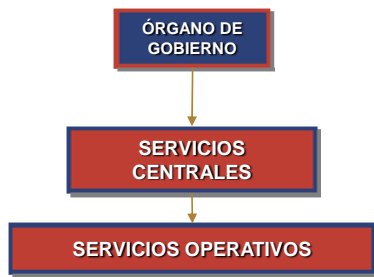 ÓRGANO DE
GOBIERNO
SERVICIOS
CENTRALES
SERVICIOS OPERATIVOS